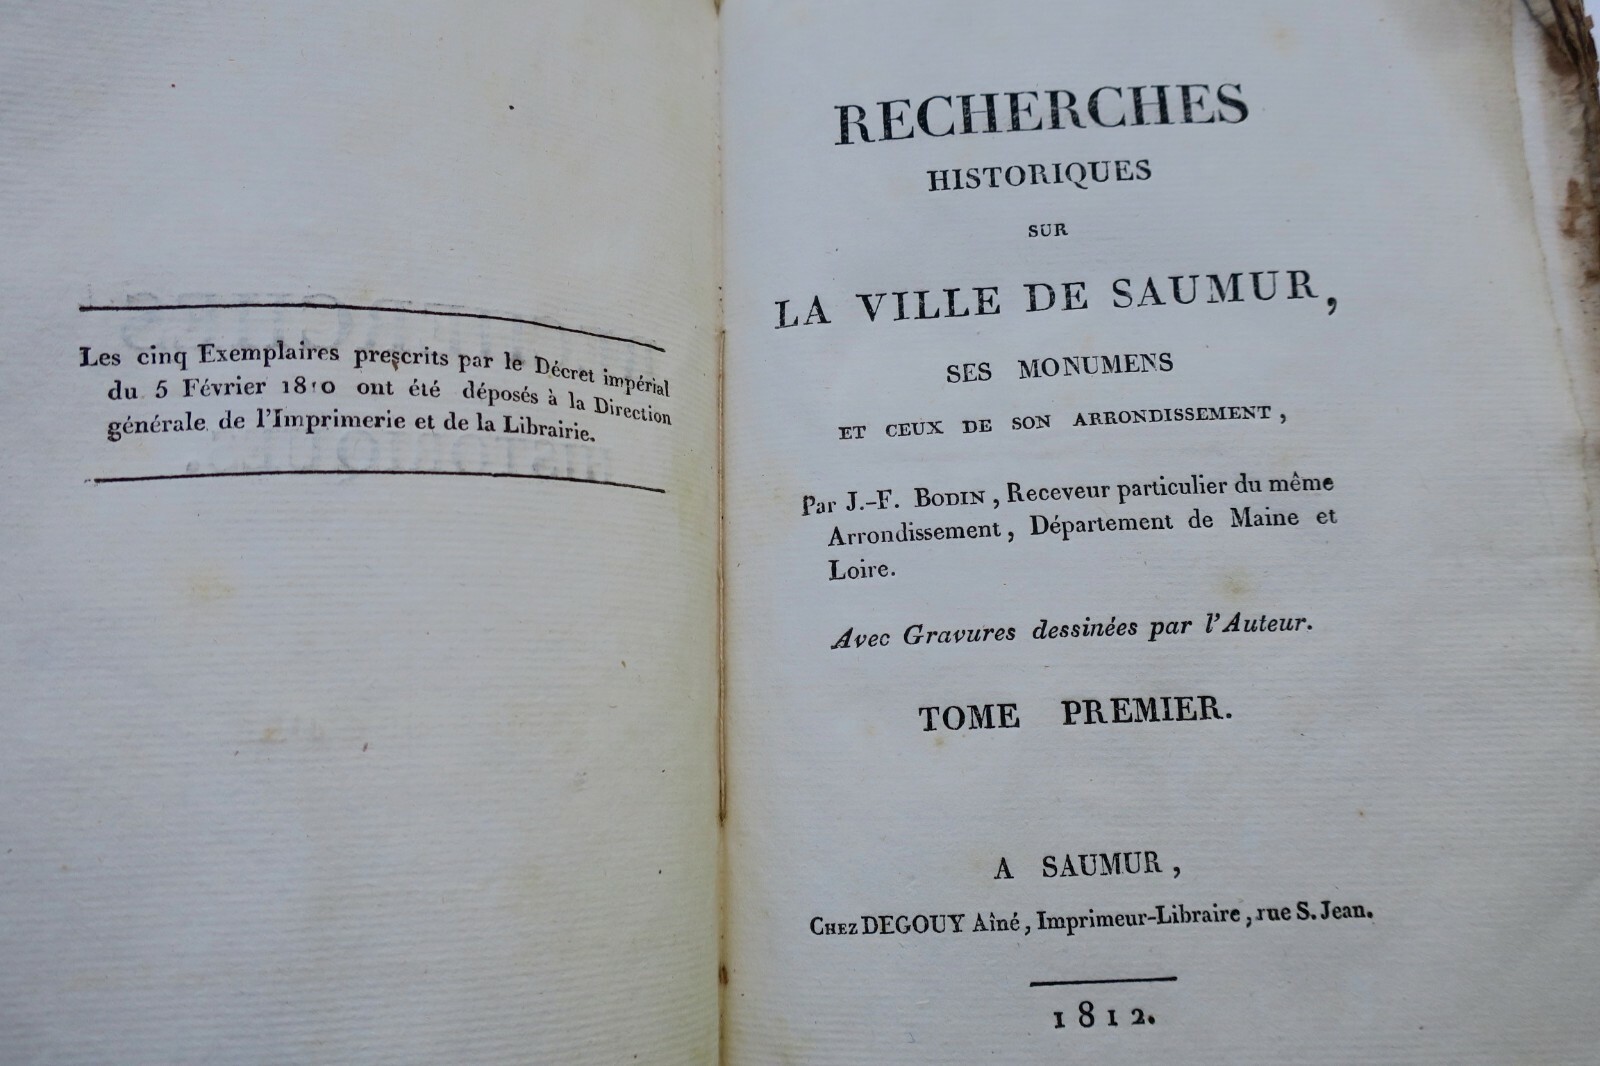 Les cinq Exemplaires prescrits par le Décret impérial
du 5 Février 1810 ont été déposés à la Direction
générale de l'Imprimerie et de la Librairie.
RECHERCHES
HISTORIQUES
SUR
LA VILLE DE SAUMUR,
SES MONUMENS
ET CEUX DE SON ARRONDISSEMENT,
Par J.-F. BODIN, Receveur particulier du même
Arrondissement, Département de Maine et
Loire.
Avec Gravures dessinées par l'Auteur.
TOME PREMIER.
A SAUMUR,
CHEZ DEGOUY Aîné, Imprimeur-Libraire, rue S. Jean.
1812.